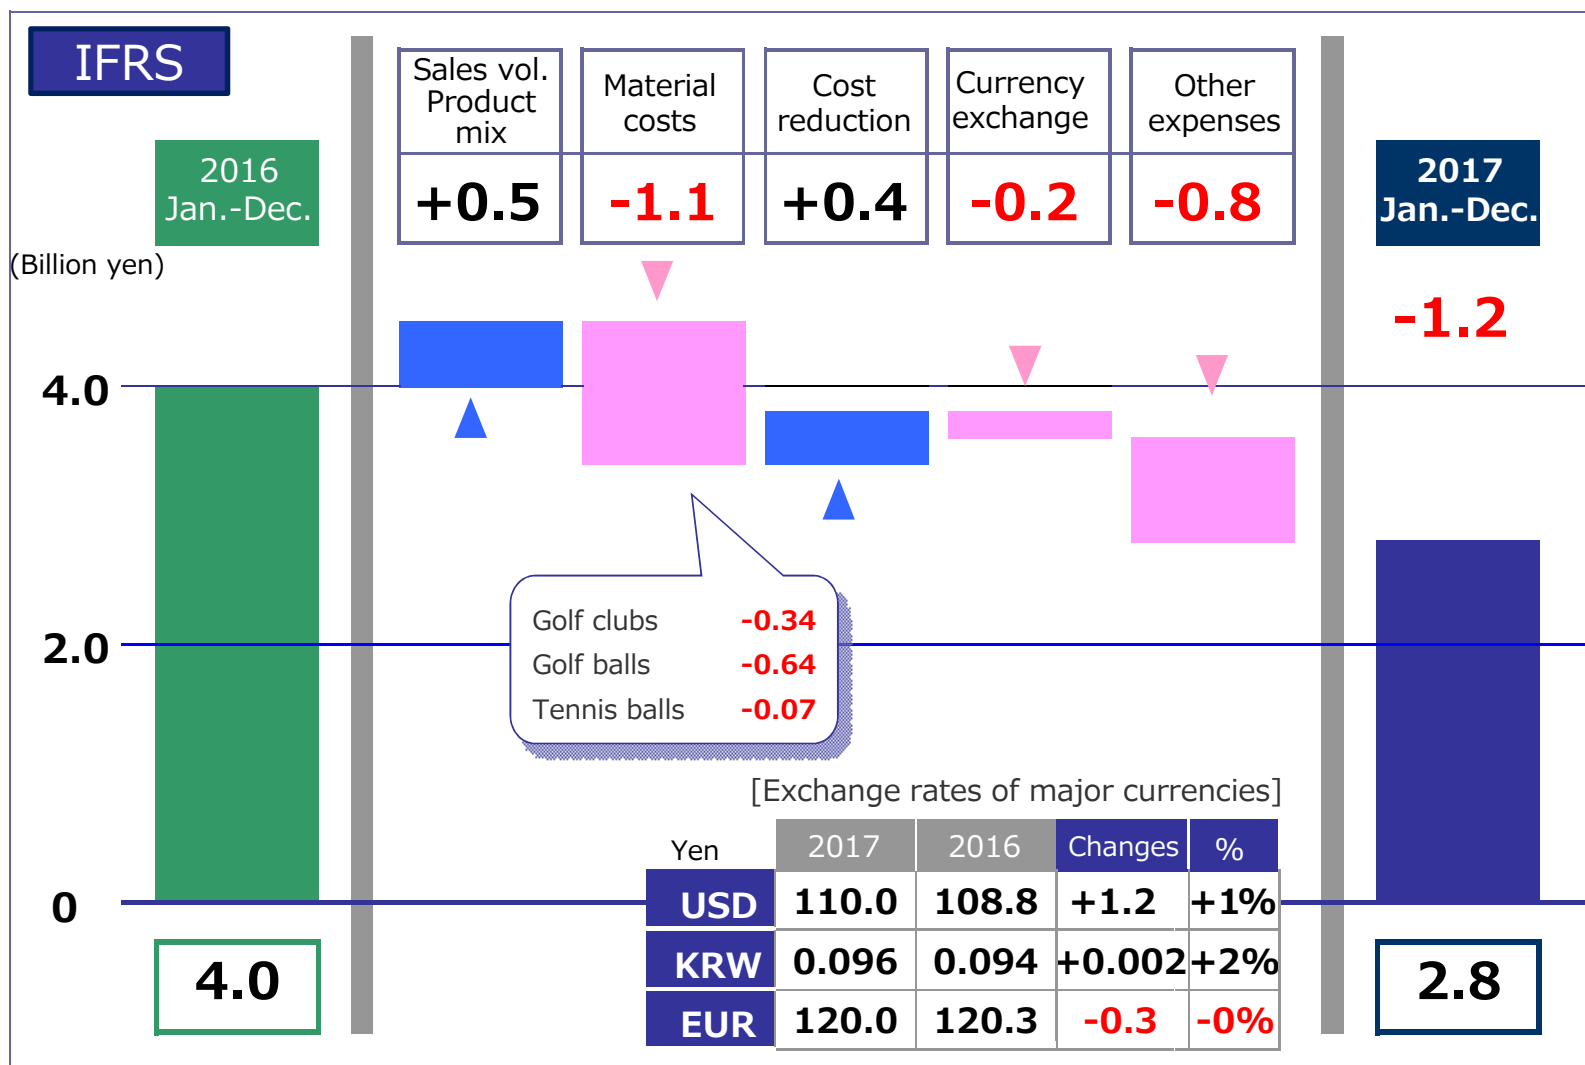 IFRS
2016
Jan.-Dec.
(Billion yen)
Sales vol.
Product
mix
+0.5
Material
costs
-1.1
Cost
reduction
+0.4
Currency
exchange
-0.2
Other
expenses
-0.8
2017
Jan.-Dec.
-1.2
4.0
2.0
0
Golf clubs -0.34
Golf balls -0.64
Tennis balls -0.07
[Exchange rates of major currencies]
Yen 2017 2016 Changes %
USD 110.0 108.8 +1.2 +1%
KRW 0.096 0.094 +0.002 +2%
EUR 120.0 120.3 -0.3 -0%
4.0
2.8